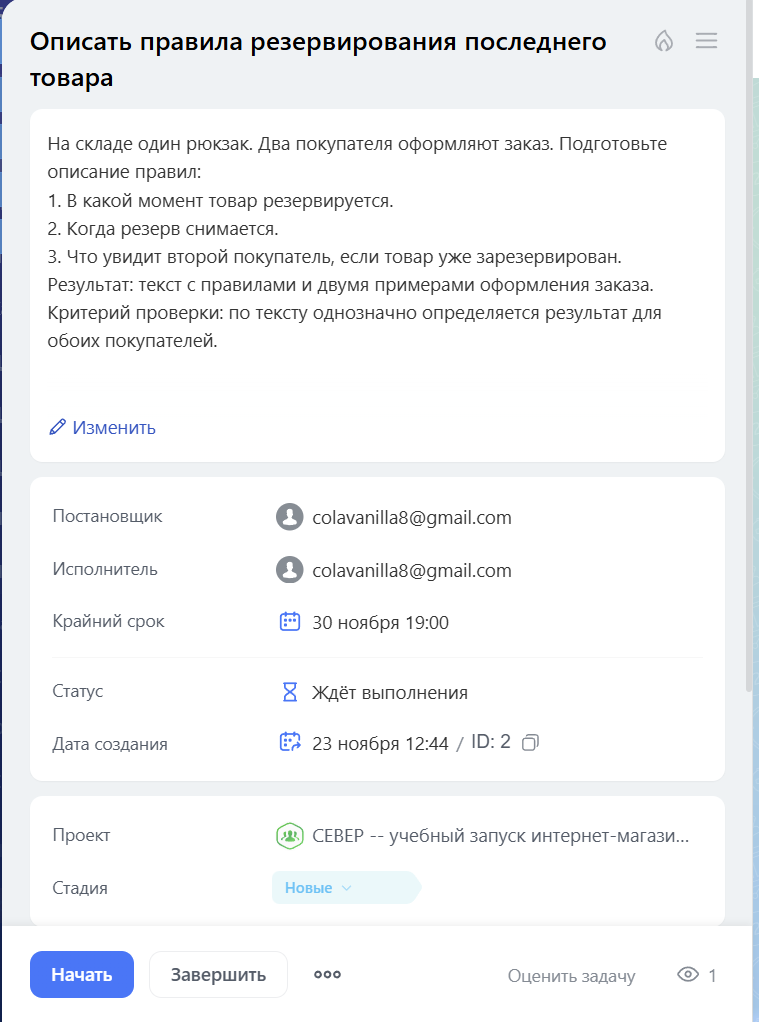 Описать правила резервирования последнего
товара
На складе один рюкзак. Два покупателя оформляют заказ. Подготовьте
описание правил:
1. В какой момент товар резервируется.
2. Когда резерв снимается.
3. Что увидит второй покупатель, если товар уже зарезервирован.
Результат: текст с правилами и двумя примерами оформления заказа.
Критерий проверки: по тексту однозначно определяется результат для
обоих покупателей.
Изменить
Постановщик colavanilla8@gmail.com
Исполнитель colavanilla8@gmail.com
Крайний срок 30 ноября 19:00
Статус Ждёт выполнения
Дата создания 23 ноября 12:44 / ID: 2
Проект СЕВЕР -- учебный запуск интернет-магази...
Стадия Новые
Начать Завершить Оценить задачу 1